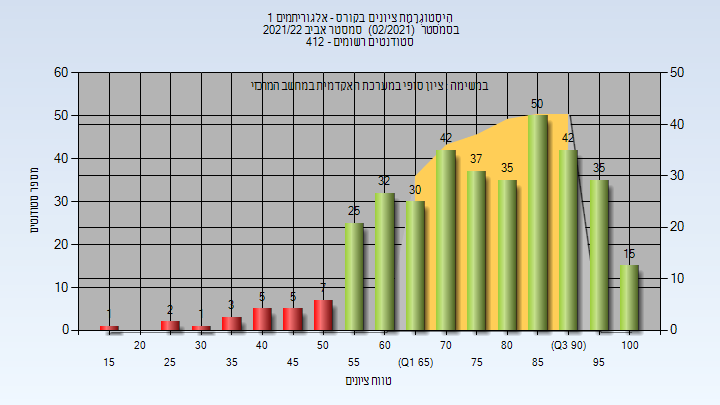 היסטוגרמת ציונים בקורס - אלגוריתמים 1
בסמסטר (02/2021) סמסטר אביב 2021/22
סטודנטים רשומים - 412
במשימה: ציון סופי במערכת האקדמית במחשב המרכזי
מספר סטודנטים
60 50 40 30 20 10 0
50 40 30 20 10 0
1 2 1 3 5 5 7 25 32 30 42 37 35 50 42 35 15
20 30 40 50 60 70 80 (Q3 90) 100
15 25 35 45 55 (Q1 65) 75 85 95
טווח ציונים